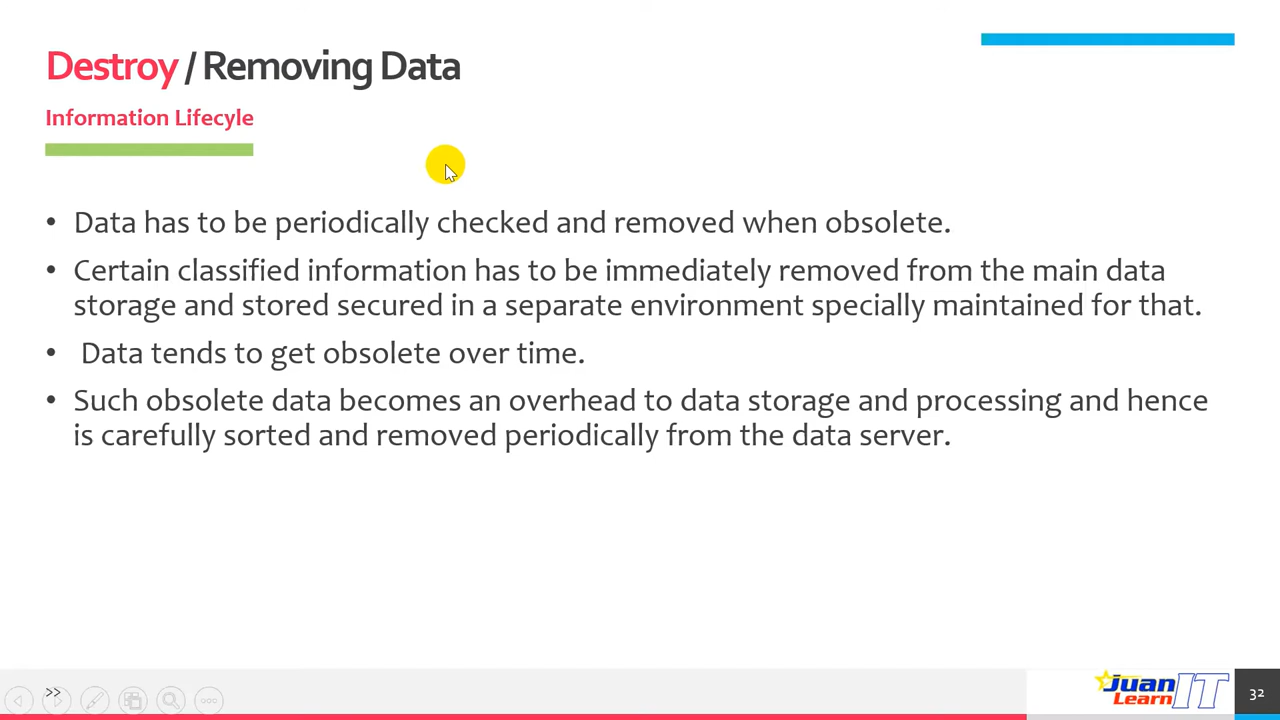 Destroy / Removing Data
Information Lifecyle
• Data has to be periodically checked and removed when obsolete.
• Certain classified information has to be immediately removed from the main data
storage and stored secured in a separate environment specially maintained for that.
• Data tends to get obsolete over time.
• Such obsolete data becomes an overhead to data storage and processing and hence
is carefully sorted and removed periodically from the data server.
>>
Juan
Learn IT
32